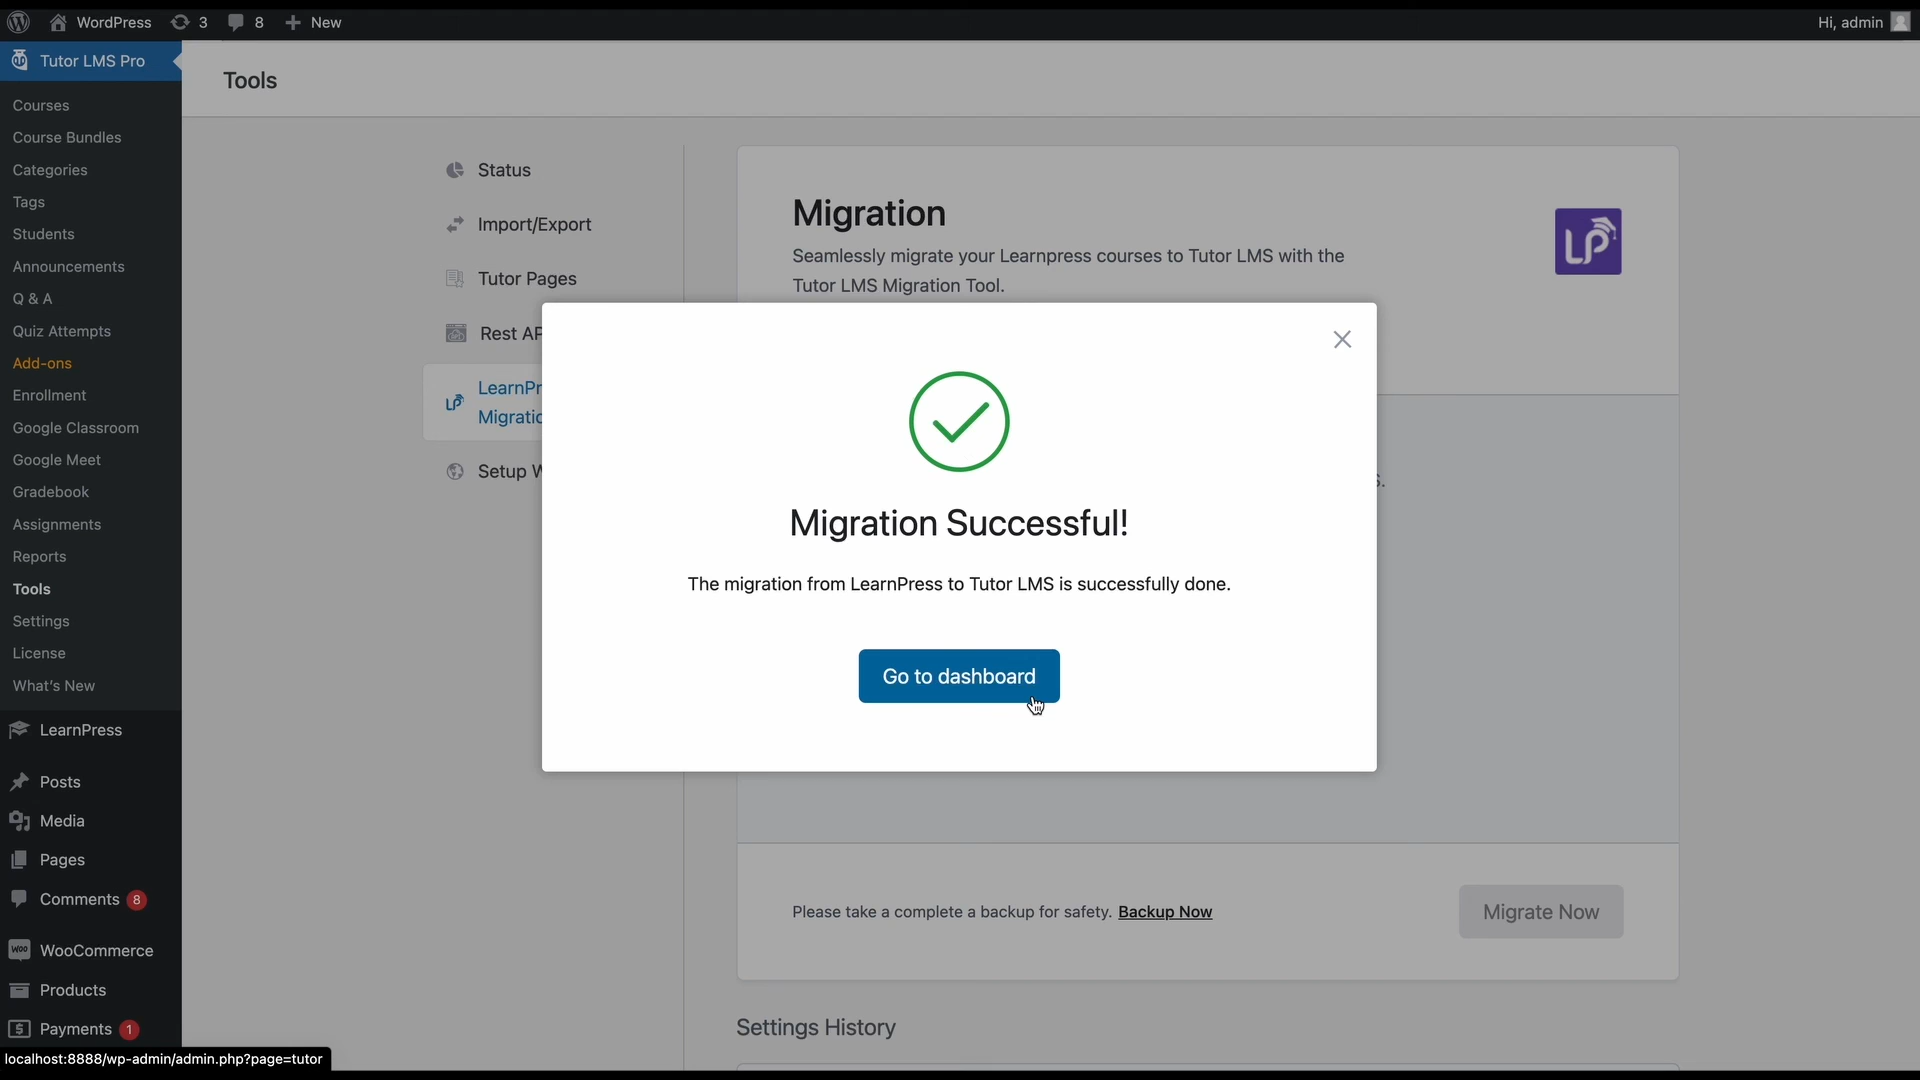 WordPress 3 8 New Hi, admin
Tutor LMS Pro
Courses
Course Bundles
Categories
Tags
Students
Announcements
Q & A
Quiz Attempts
Add-ons
Enrollment
Google Classroom
Google Meet
Gradebook
Assignments
Reports
Tools
Settings
License
What's New
LearnPress
Posts
Media
Pages
Comments 8
WooCommerce
WOO
Products
Payments 1
localhost:8888/wp-admin/admin.php?page=tutor
Tools
Status
Import/Export
Tutor Pages
Rest AP
LearnPr
Migratio
Setup W
Migration
Seamlessly migrate your Learnpress courses to Tutor LMS with the
Tutor LMS Migration Tool.
LP
s.
Migration Successful!
The migration from LearnPress to Tutor LMS is successfully done.
Go to dashboard
Please take a complete a backup for safety. Backup Now
Migrate Now
Settings History